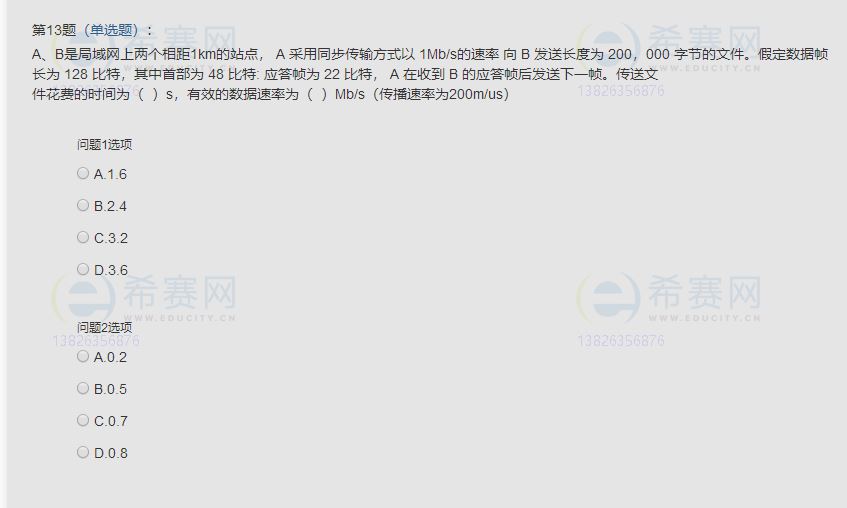 第13题（单选题）：
A、B是局域网上两个相距1km的站点， A 采用同步传输方式以 1Mb/s的速率 向 B 发送长度为 200，000 字节的文件。假定数据帧
长为 128 比特，其中首部为 48 比特: 应答帧为 22 比特， A 在收到 B 的应答帧后发送下一帧。传送文
件花费的时间为（ ）s，有效的数据速率为（ ）Mb/s（传播速率为200m/us）
问题1选项
A.1.6
B.2.4
C.3.2
D.3.6
问题2选项
A.0.2
B.0.5
C.0.7
D.0.8
希赛网
WWW.EDUCITY.CN
13826356876
希赛网
WWW.EDUCITY.CN
13826356876
希赛网
WWW.EDUCITY.CN
13826356876
希赛网
WWW.EDUCITY.CN
13826356876